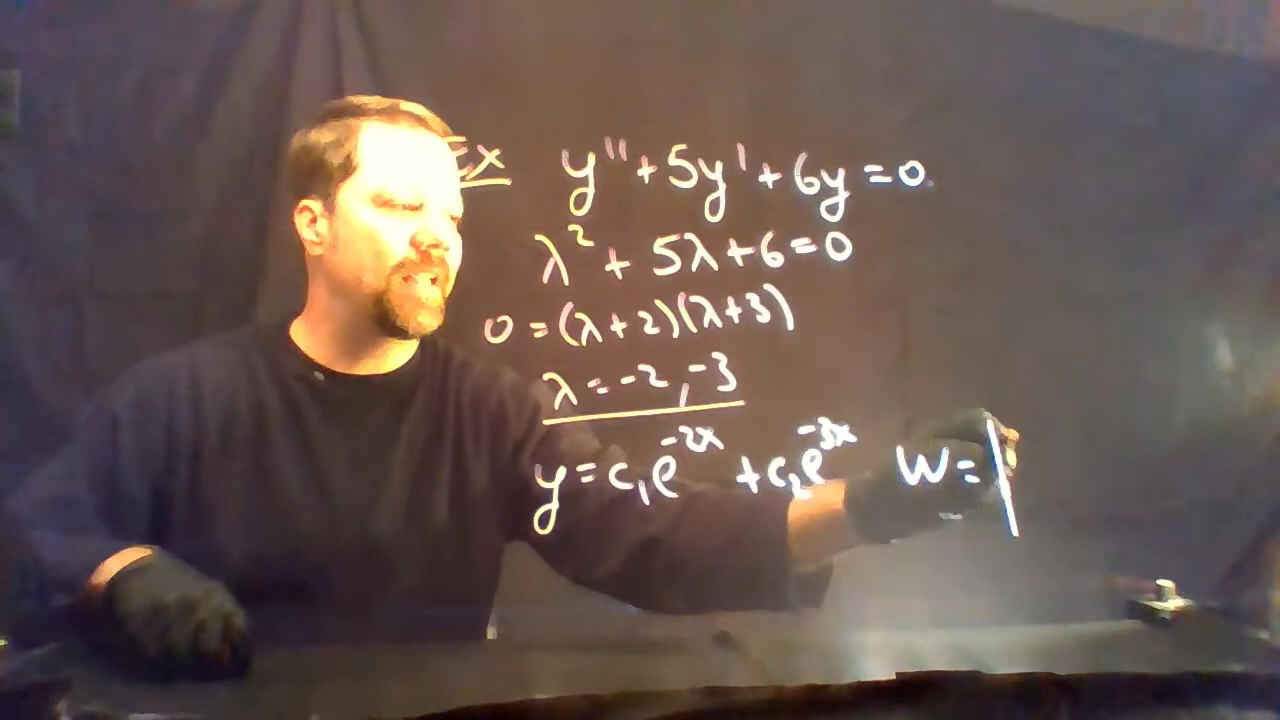 Ex y'' + 5y' + 6y = 0.
λ² + 5λ + 6 = 0
0 = (λ + 2)(λ + 3)
λ = -2, -3
y = c₁e^{-2x} + c₂e^{-3x} W = |